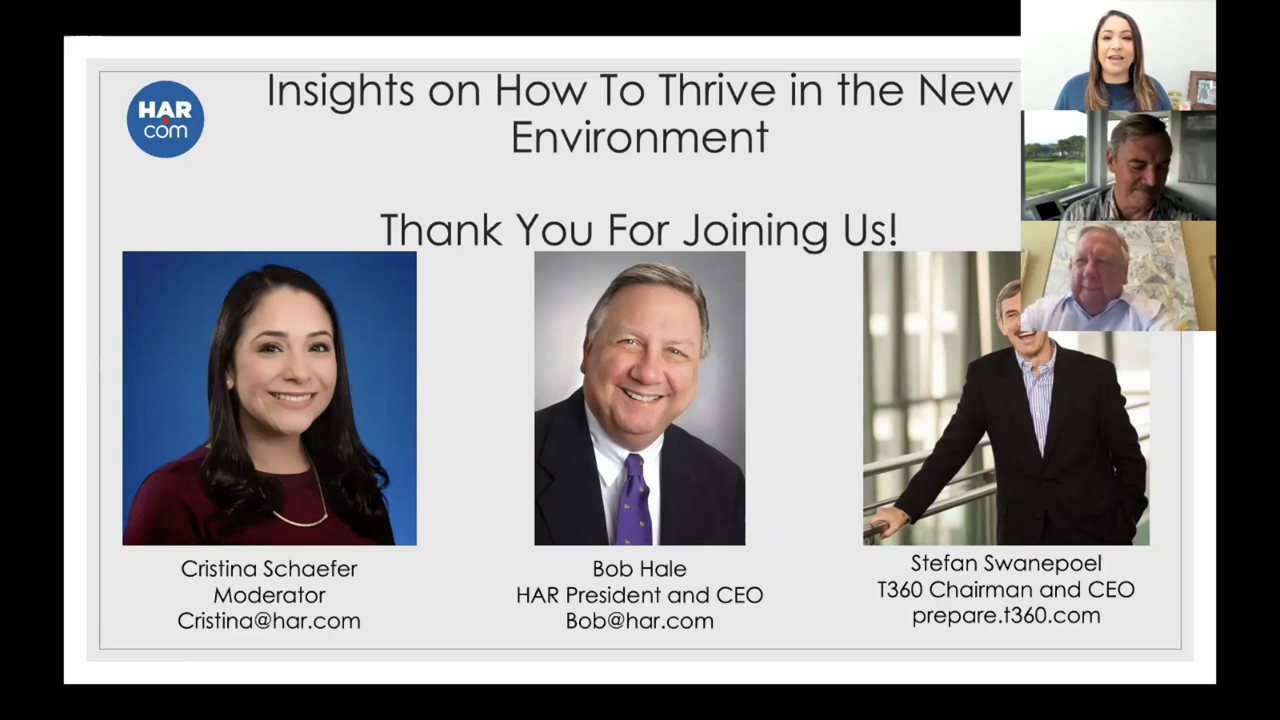 HAR
com
Insights on How To Thrive in the New
Environment
Thank You For Joining Us!
Cristina Schaefer
Moderator
Cristina@har.com
Bob Hale
HAR President and CEO
Bob@har.com
Stefan Swanepoel
T360 Chairman and CEO
prepare.t360.com